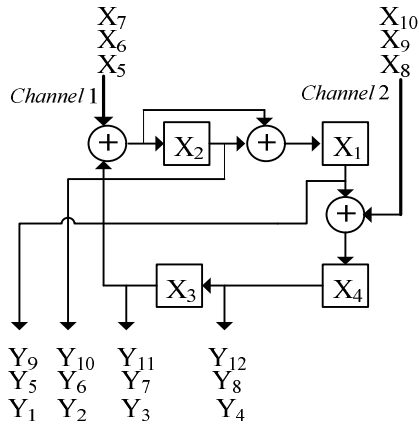 X₇ X₁₀
X₆ X₉
X₅ X₈
Channel 1 Channel 2
+ X₂ + X₁
+
X₃ X₄
Y₉ Y₁₀ Y₁₁ Y₁₂
Y₅ Y₆ Y₇ Y₈
Y₁ Y₂ Y₃ Y₄